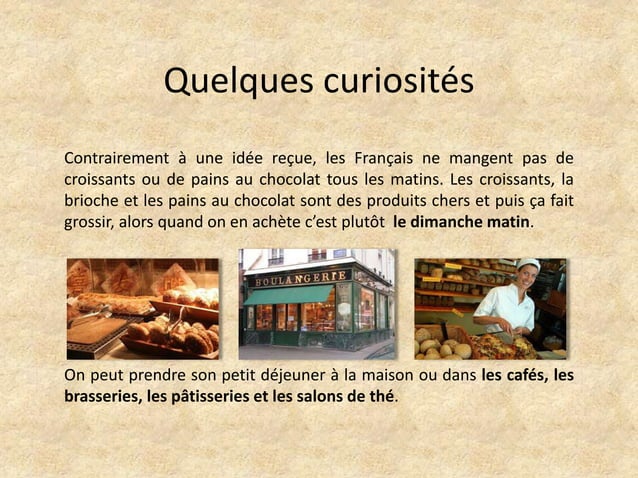 Quelques curiosités
Contrairement à une idée reçue, les Français ne mangent pas de
croissants ou de pains au chocolat tous les matins. Les croissants, la
brioche et les pains au chocolat sont des produits chers et puis ça fait
grossir, alors quand on en achète c’est plutôt  le dimanche matin.
BOULANGERIE
On peut prendre son petit déjeuner à la maison ou dans les cafés, les
brasseries, les pâtisseries et les salons de thé.